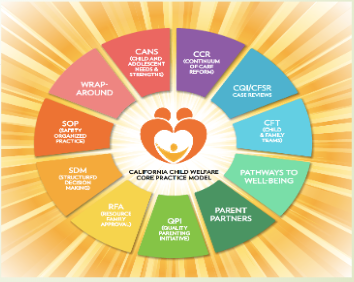 CANS
(CHILD AND
ADOLESCENT
NEEDS &
STRENGTHS)
CCR
(CONTINUUM
OF CARE
REFORM)
CQI/CFSR
CASE REVIEWS
CFT
(CHILD
& FAMILY
TEAMS)
PATHWAYS TO
WELL-BEING
PARENT
PARTNERS
QPI
(QUALITY
PARENTING
INITIATIVE)
RFA
(RESOURCE
FAMILY
APPROVAL)
SDM
(STRUCTURED
DECISION
MAKING)
SOP
(SAFETY
ORGANIZED
PRACTICE)
WRAP-
AROUND
CALIFORNIA CHILD WELFARE
CORE PRACTICE MODEL